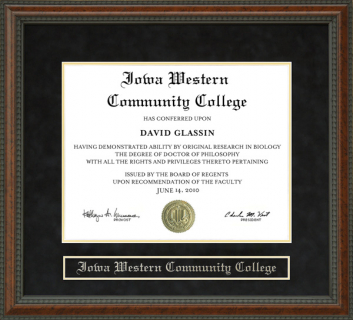 Iowa Western
Community College
HAS CONFERRED UPON
DAVID GLASSIN
HAVING DEMONSTRATED ABILITY BY ORIGINAL RESEARCH IN BIOLOGY
THE DEGREE OF DOCTOR OF PHILOSOPHY
WITH ALL THE RIGHTS AND PRIVILEGES THERETO PERTAINING
ISSUED BY THE BOARD OF REGENTS
UPON RECOMMENDATION OF THE FACULTY
JUNE 14, 2010
PROVOST
PRESIDENT
Iowa Western Community College